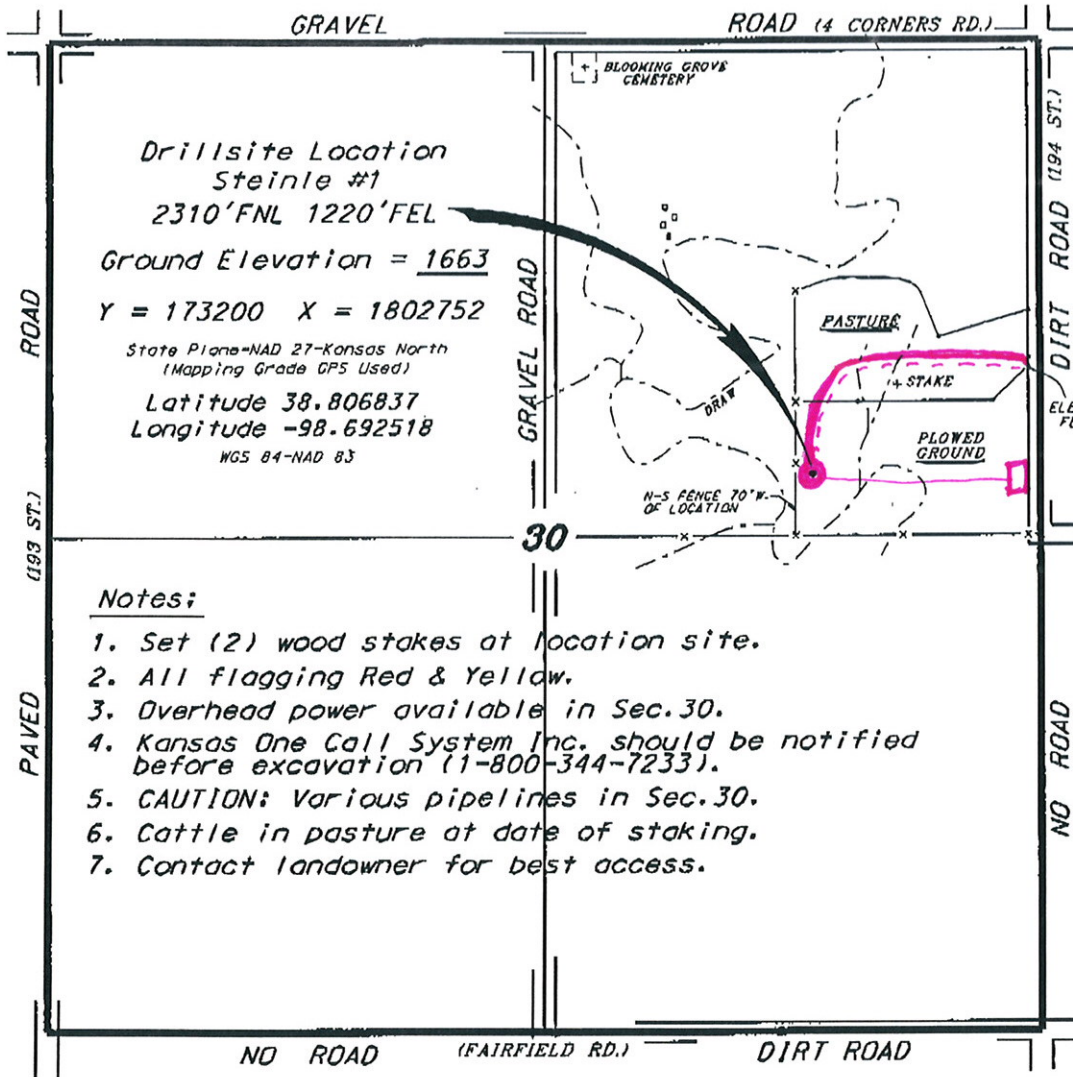 GRAVEL ROAD (4 CORNERS RD.)
BLOOMING GROVE
CEMETERY
Drillsite Location
Steinle #1
2310'FNL 1220'FEL
Ground Elevation = 1663
Y = 173200 X = 1802752
State Plane-NAD 27-Kansas North
(Mapping Grade GPS Used)
Latitude 38.806837
Longitude -98.692518
WGS 84-NAD 83
PAVED (193 ST.) ROAD
GRAVEL ROAD
DIRT ROAD (194 ST.)
PASTURE
+ STAKE
DRAW
PLOWED
GROUND
N-S FENCE 70'W.
OF LOCATION
30
Notes:
1. Set (2) wood stakes at location site.
2. All flagging Red & Yellow.
3. Overhead power available in Sec.30.
4. Kansas One Call System Inc. should be notified
before excavation (1-800-344-7233).
5. CAUTION: Various pipelines in Sec.30.
6. Cattle in pasture at date of staking.
7. Contact landowner for best access.
NO ROAD
NO ROAD (FAIRFIELD RD.) DIRT ROAD